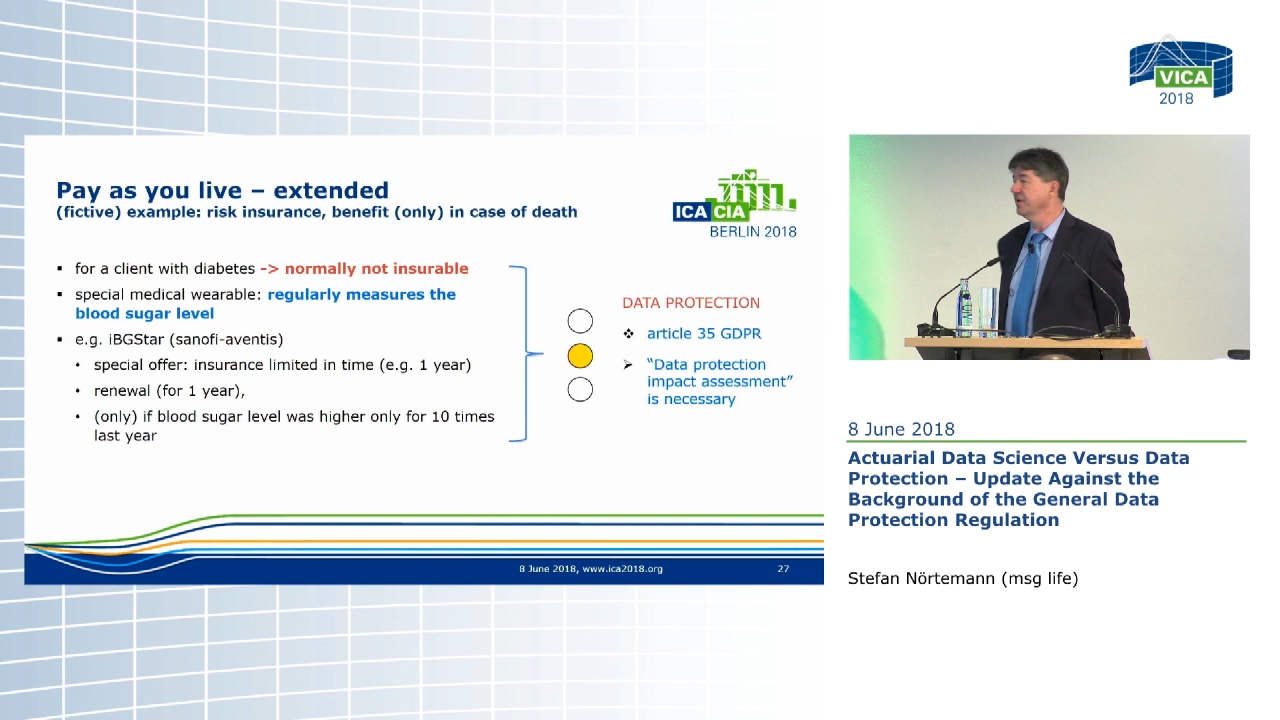 VICA
2018
Pay as you live – extended
(fictive) example: risk insurance, benefit (only) in case of death
ICA CIA
BERLIN 2018
▪ for a client with diabetes -> normally not insurable
▪ special medical wearable: regularly measures the
blood sugar level
▪ e.g. iBGStar (sanofi-aventis)
• special offer: insurance limited in time (e.g. 1 year)
• renewal (for 1 year),
• (only) if blood sugar level was higher only for 10 times
last year
DATA PROTECTION
❖ article 35 GDPR
➢ “Data protection
impact assessment”
is necessary
8 June 2018, www.ica2018.org
27
8 June 2018
Actuarial Data Science Versus Data
Protection – Update Against the
Background of the General Data
Protection Regulation
Stefan Nörtemann (msg life)